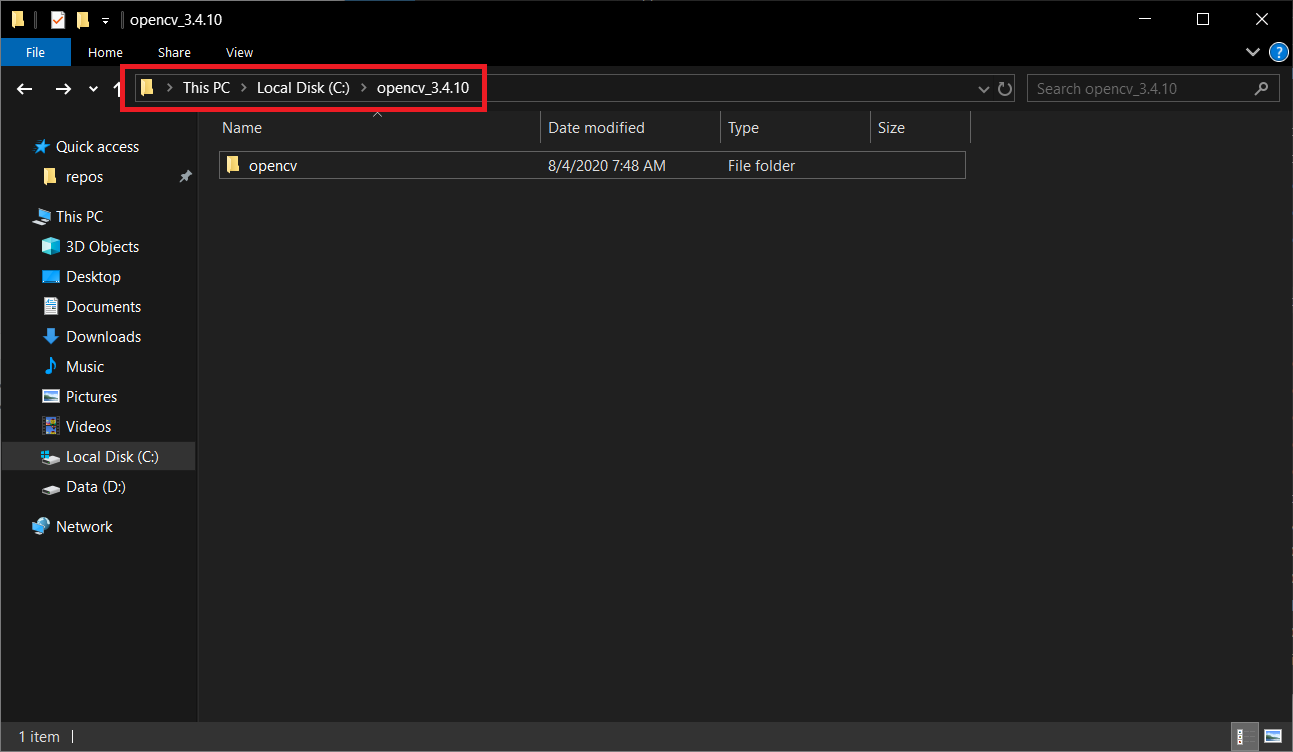 opencv_3.4.10
File Home Share View
This PC Local Disk (C:) opencv_3.4.10
Search opencv_3.4.10
Name Date modified Type Size
opencv 8/4/2020 7:48 AM File folder
Quick access
repos
This PC
3D Objects
Desktop
Documents
Downloads
Music
Pictures
Videos
Local Disk (C:)
Data (D:)
Network
1 item